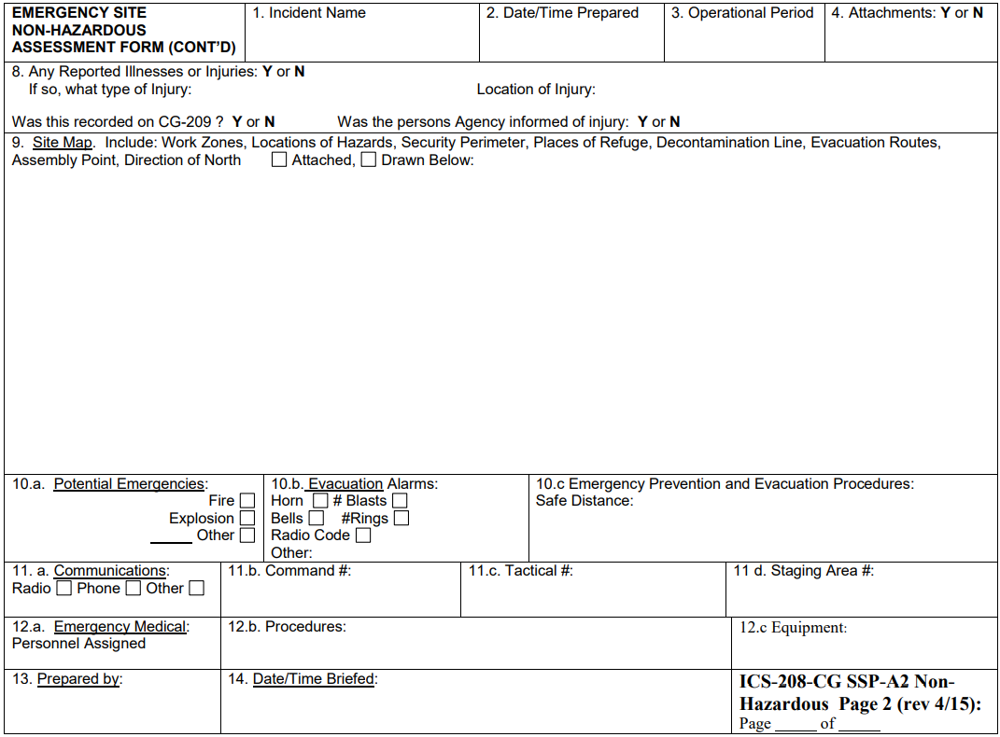 EMERGENCY SITE
NON-HAZARDOUS
ASSESSMENT FORM (CONT'D)
1. Incident Name
2. Date/Time Prepared
3. Operational Period
4. Attachments: Y or N
8. Any Reported Illnesses or Injuries: Y or N
If so, what type of Injury: Location of Injury:
Was this recorded on CG-209 ? Y or N Was the persons Agency informed of injury: Y or N
9. Site Map. Include: Work Zones, Locations of Hazards, Security Perimeter, Places of Refuge, Decontamination Line, Evacuation Routes,
Assembly Point, Direction of North ☐ Attached, ☐ Drawn Below:
10.a. Potential Emergencies:
Fire ☐
Explosion ☐
_____ Other ☐
10.b. Evacuation Alarms:
Horn ☐ # Blasts ☐
Bells ☐ #Rings ☐
Radio Code ☐
Other:
10.c Emergency Prevention and Evacuation Procedures:
Safe Distance:
11. a. Communications:
Radio ☐ Phone ☐ Other ☐
11.b. Command #:
11.c. Tactical #:
11 d. Staging Area #:
12.a. Emergency Medical:
Personnel Assigned
12.b. Procedures:
12.c Equipment:
13. Prepared by:
14. Date/Time Briefed:
ICS-208-CG SSP-A2 Non-
Hazardous Page 2 (rev 4/15):
Page _____ of _____